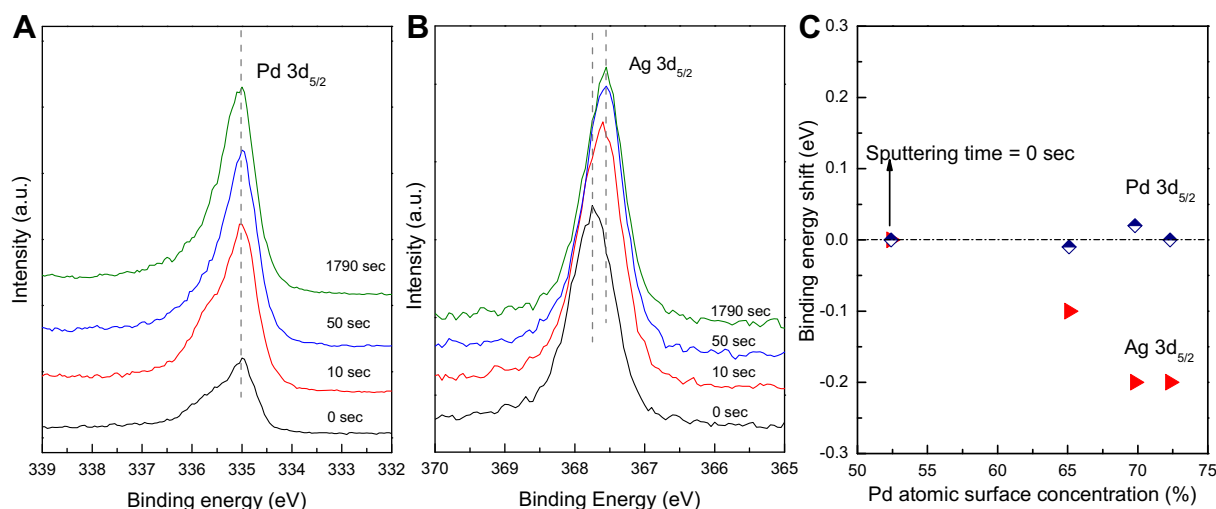 A
Pd 3d5/2
Intensity (a.u.)
1790 sec
50 sec
10 sec
0 sec
339 338 337 336 335 334 333 332
Binding energy (eV)
B
Ag 3d5/2
Intensity (a.u.)
1790 sec
50 sec
10 sec
0 sec
370 369 368 367 366 365
Binding Energy (eV)
C
Binding energy shift (eV)
0.3
0.2
0.1
0.0
-0.1
-0.2
-0.3
Sputtering time = 0 sec
Pd 3d5/2
Ag 3d5/2
50 55 60 65 70 75
Pd atomic surface concentration (%)